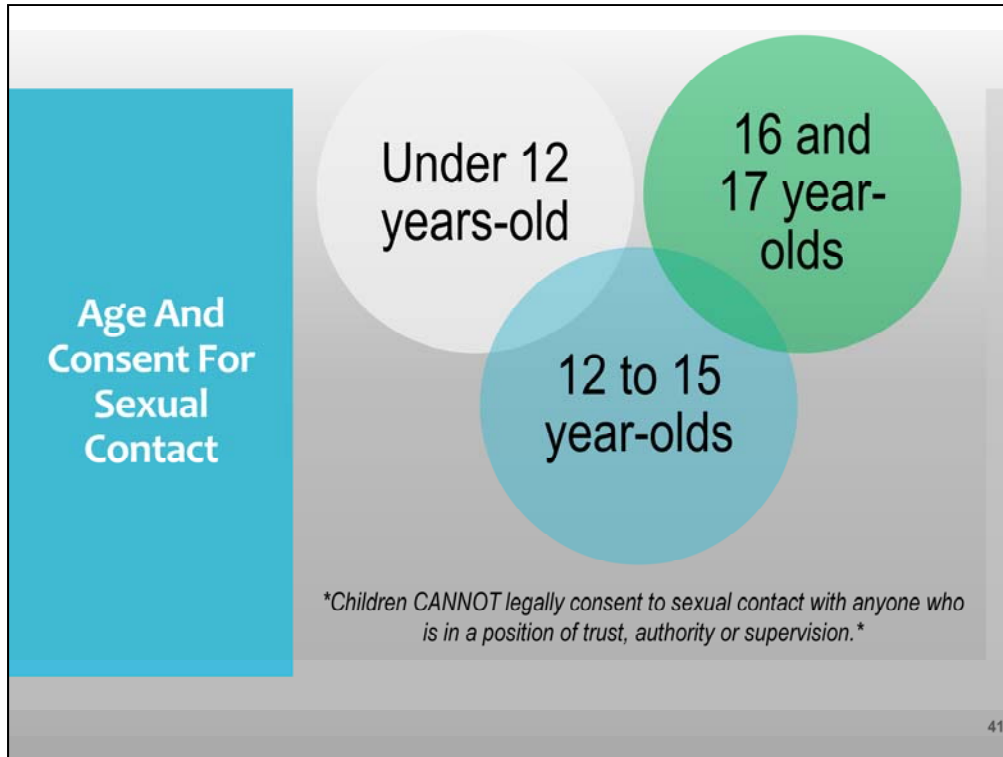 Age And
Consent For
Sexual
Contact
Under 12
years-old
16 and
17 year-
olds
12 to 15
year-olds
*Children CANNOT legally consent to sexual contact with anyone who
is in a position of trust, authority or supervision.*
41